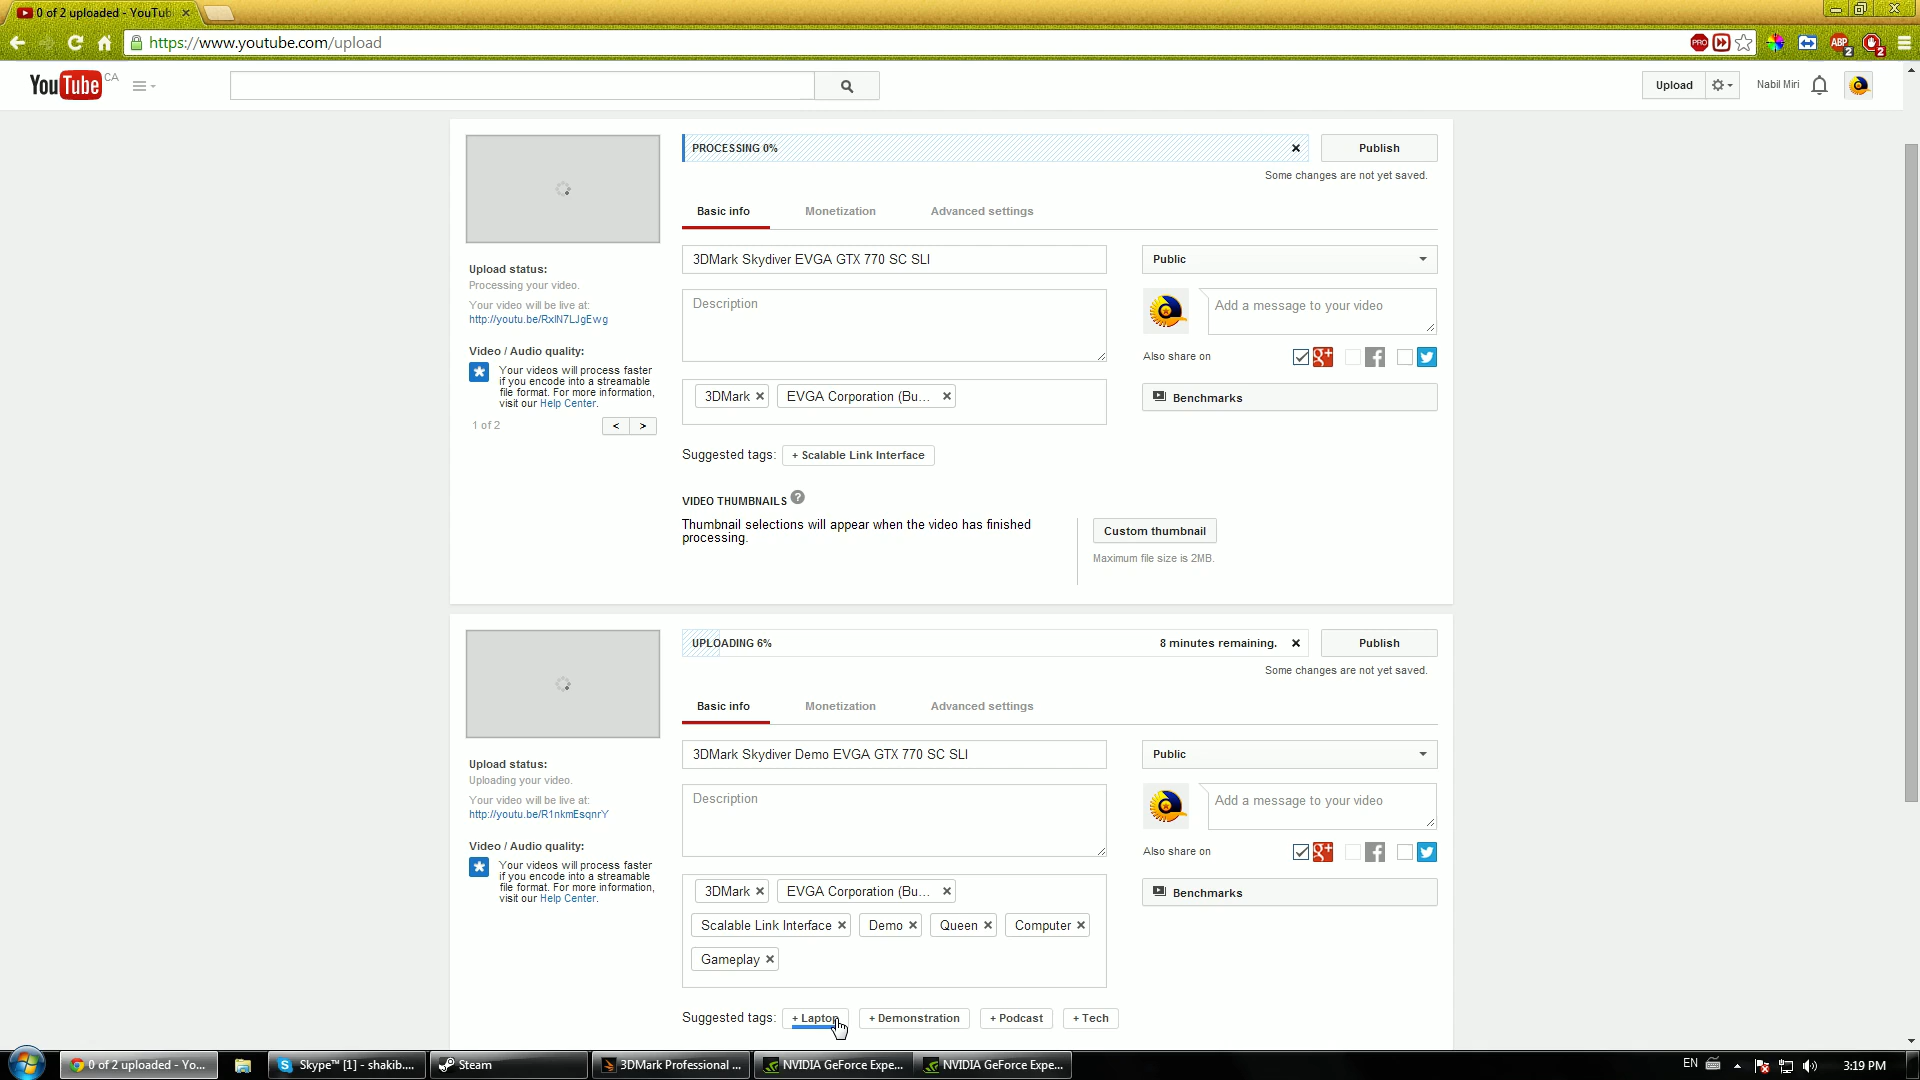 0 of 2 uploaded - YouTub
https://www.youtube.com/upload
PRO
ABP
2
2
YouTube CA
Upload
Nabil Miri
PROCESSING 0%
Publish
Some changes are not yet saved.
Basic info Monetization Advanced settings
3DMark Skydiver EVGA GTX 770 SC SLI
Public
Upload status:
Processing your video.
Your video will be live at:
http://youtu.be/RxIN7LJgEwg
Description
Add a message to your video
Video / Audio quality:
Your videos will process faster
if you encode into a streamable
file format. For more information,
visit our Help Center.
Also share on
1 of 2 < >
3DMark EVGA Corporation (Bu...
Benchmarks
Suggested tags: + Scalable Link Interface
VIDEO THUMBNAILS ?
Thumbnail selections will appear when the video has finished
processing.
Custom thumbnail
Maximum file size is 2MB.
UPLOADING 6% 8 minutes remaining.
Publish
Some changes are not yet saved.
Basic info Monetization Advanced settings
3DMark Skydiver Demo EVGA GTX 770 SC SLI
Public
Upload status:
Uploading your video.
Your video will be live at:
http://youtu.be/R1nkmEsqnrY
Description
Add a message to your video
Video / Audio quality:
Your videos will process faster
if you encode into a streamable
file format. For more information,
visit our Help Center.
Also share on
3DMark EVGA Corporation (Bu...
Scalable Link Interface Demo Queen Computer
Gameplay
Benchmarks
Suggested tags: + Laptop + Demonstration + Podcast + Tech
0 of 2 uploaded - Yo... Skype™ [1] - shakib.... Steam 3DMark Professional ... NVIDIA GeForce Expe... NVIDIA GeForce Expe... EN 3:19 PM